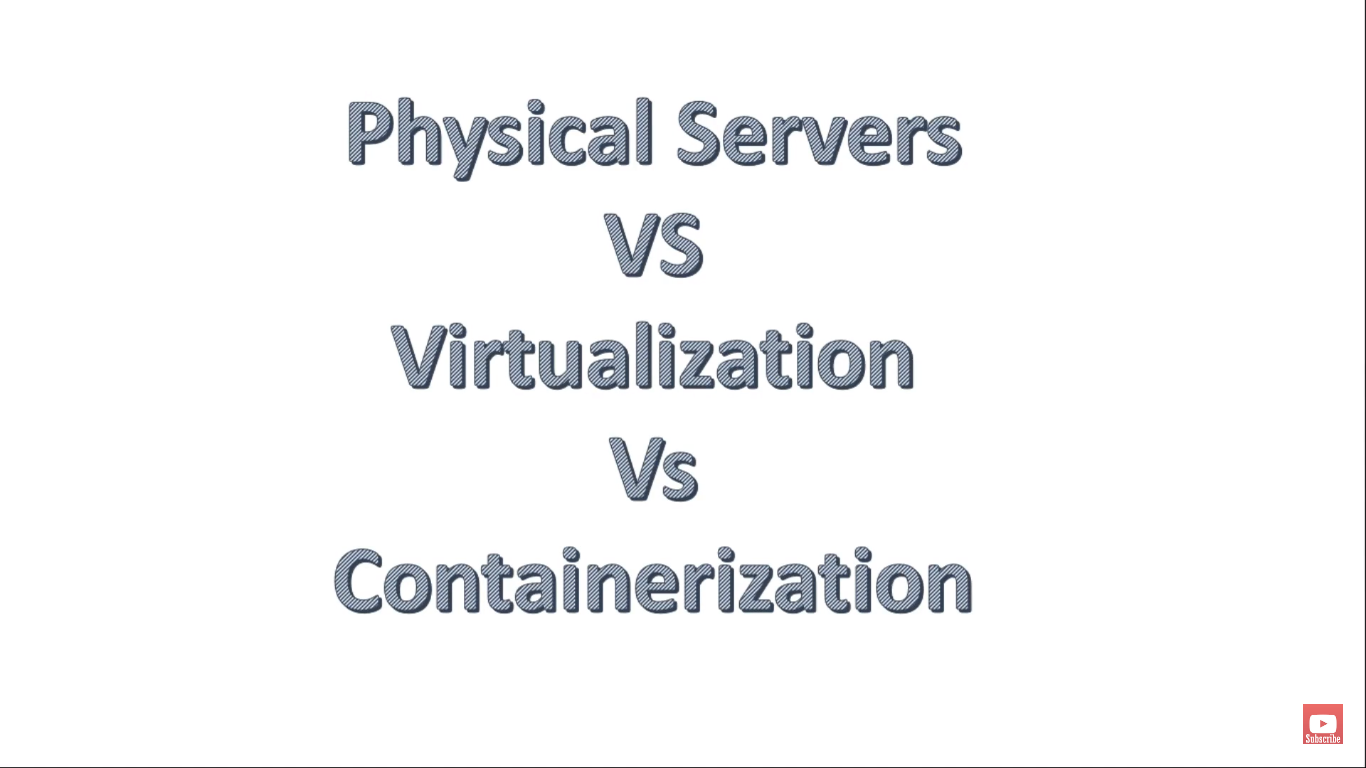 Physical Servers
VS
Virtualization
Vs
Containerization
Subscribe